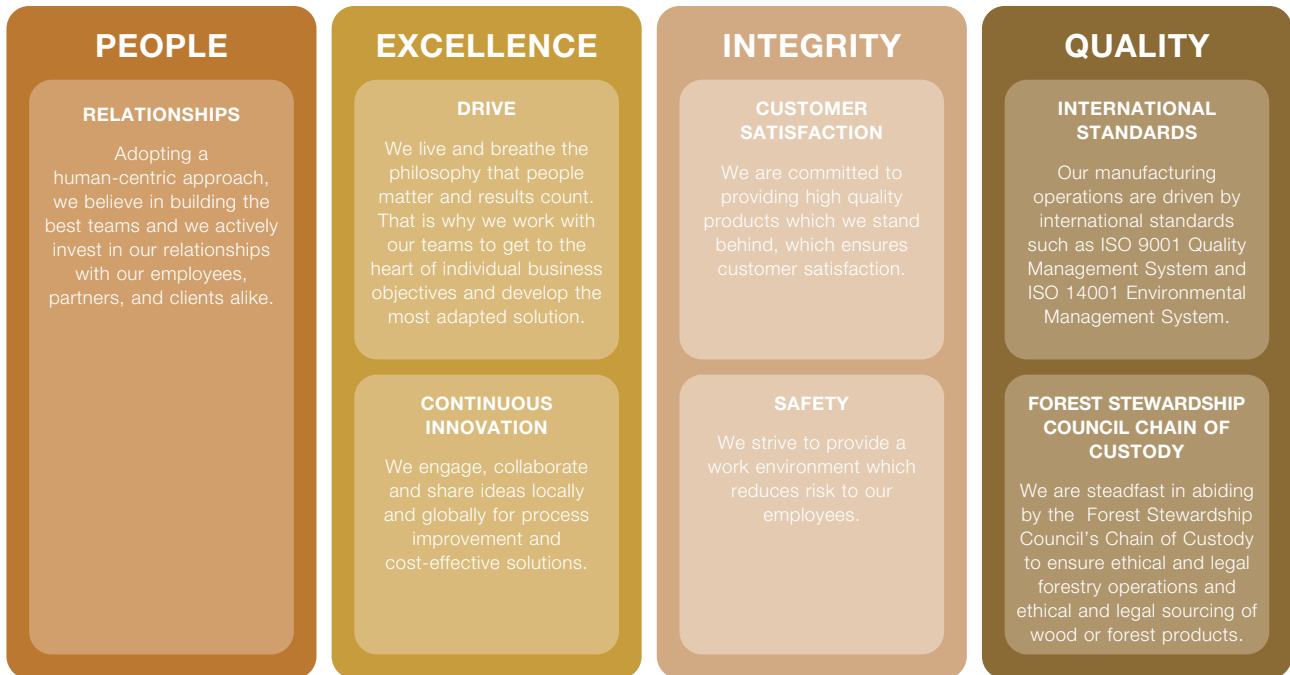 PEOPLE
RELATIONSHIPS
Adopting a
human-centric approach,
we believe in building the
best teams and we actively
invest in our relationships
with our employees,
partners, and clients alike.
EXCELLENCE
DRIVE
We live and breathe the
philosophy that people
matter and results count.
That is why we work with
our teams to get to the
heart of individual business
objectives and develop the
most adapted solution.
CONTINUOUS
INNOVATION
We engage, collaborate
and share ideas locally
and globally for process
improvement and
cost-effective solutions.
INTEGRITY
CUSTOMER
SATISFACTION
We are committed to
providing high quality
products which we stand
behind, which ensures
customer satisfaction.
SAFETY
We strive to provide a
work environment which
reduces risk to our
employees.
QUALITY
INTERNATIONAL
STANDARDS
Our manufacturing
operations are driven by
international standards
such as ISO 9001 Quality
Management System and
ISO 14001 Environmental
Management System.
FOREST STEWARDSHIP
COUNCIL CHAIN OF
CUSTODY
We are steadfast in abiding
by the Forest Stewardship
Council's Chain of Custody
to ensure ethical and legal
forestry operations and
ethical and legal sourcing of
wood or forest products.